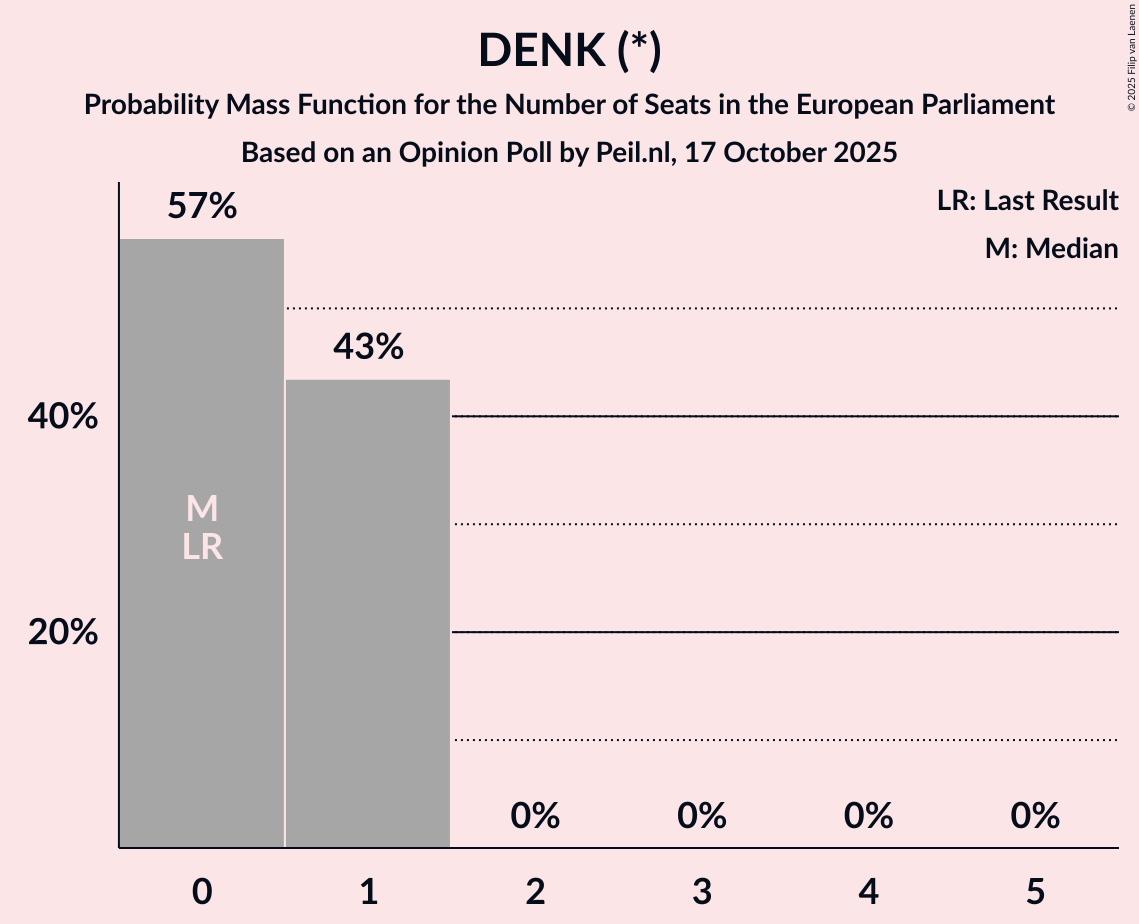 DENK (*)
Probability Mass Function for the Number of Seats in the European Parliament
Based on an Opinion Poll by Peil.nl, 17 October 2025
© 2025 Filip van Laenen
LR: Last Result
M: Median
57%
43%
40%
20%
M
LR
0%
0%
0%
0%
0
1
2
3
4
5